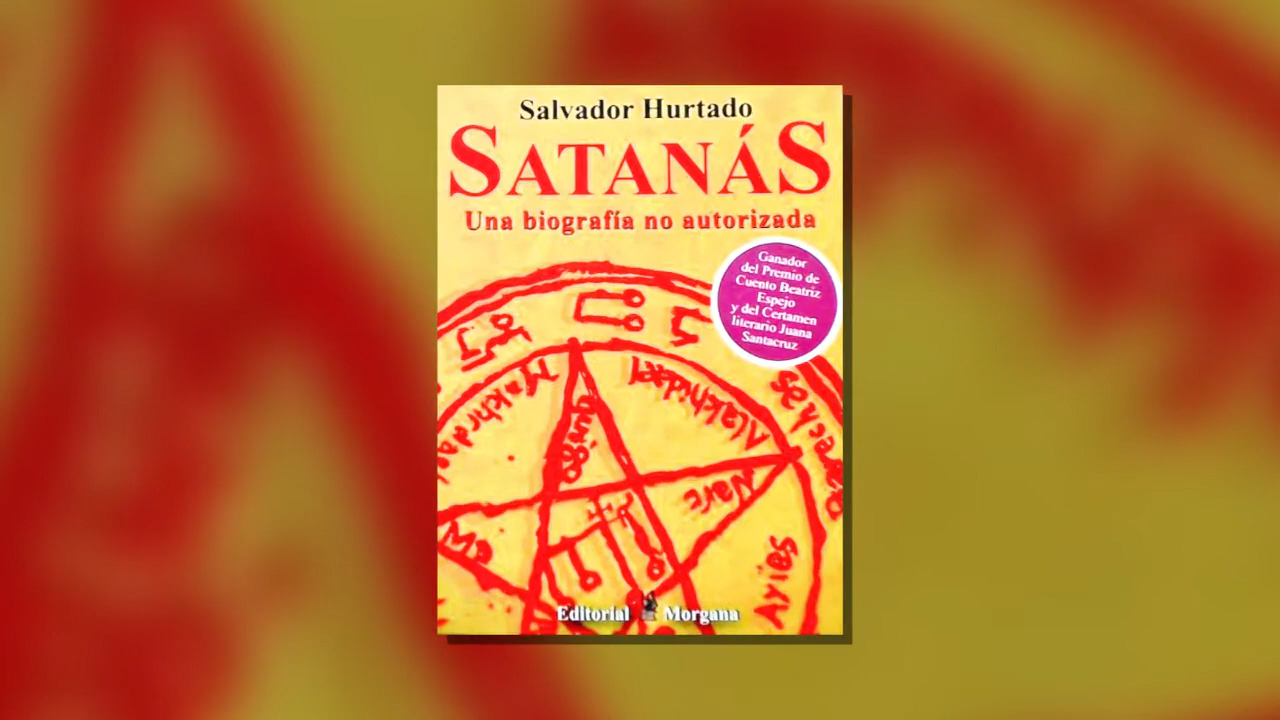 Salvador Hurtado
SATANÁS
Una biografía no autorizada
Ganador
del Premio de
Cuento Beatriz
Espejo
y del Certamen
literario Juana
Santacruz
Ayies
Editorial Morgana